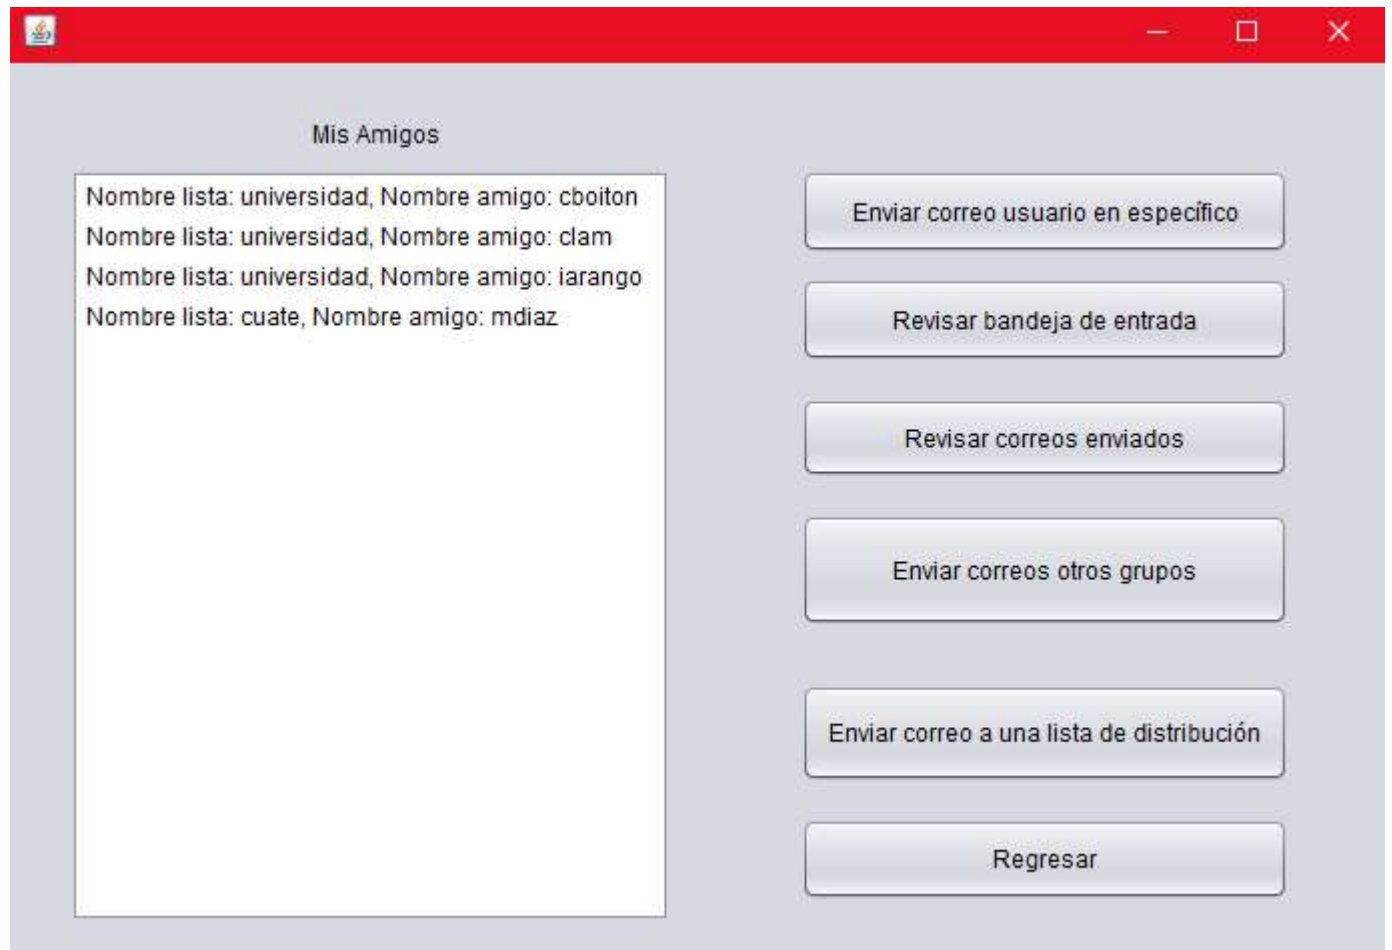 Mis Amigos
Nombre lista: universidad, Nombre amigo: cboiton
Nombre lista: universidad, Nombre amigo: clam
Nombre lista: universidad, Nombre amigo: iarango
Nombre lista: cuate, Nombre amigo: mdiaz
Enviar correo usuario en específico
Revisar bandeja de entrada
Revisar correos enviados
Enviar correos otros grupos
Enviar correo a una lista de distribución
Regresar